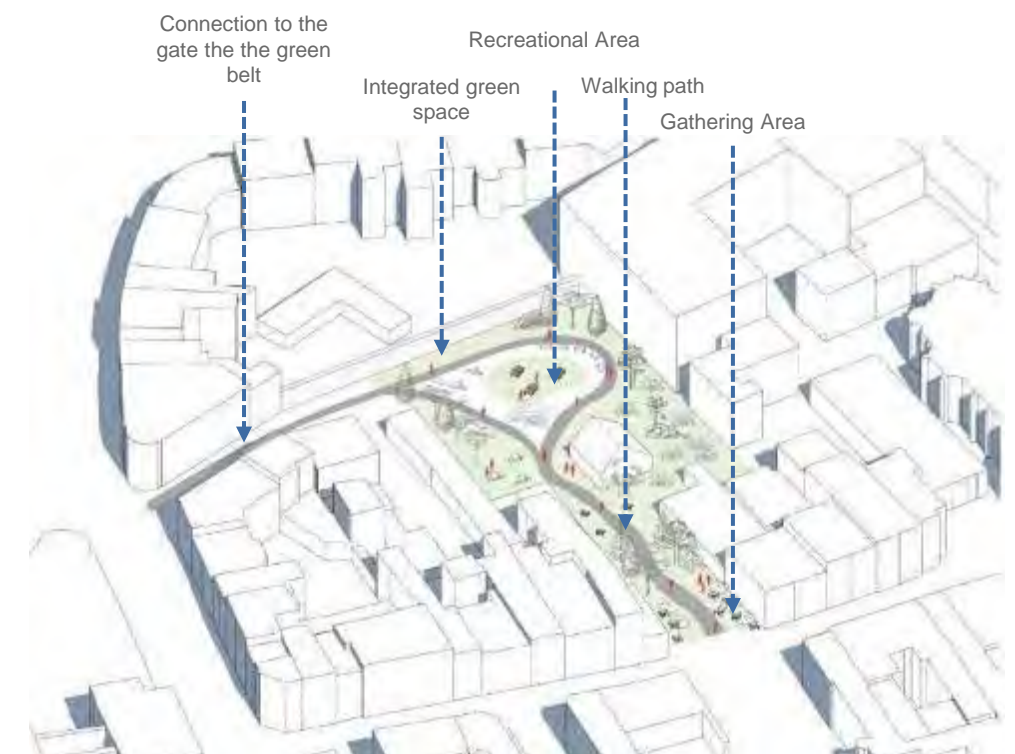 Connection to the
gate the the green
belt
Integrated green
space
Recreational Area
Walking path
Gathering Area